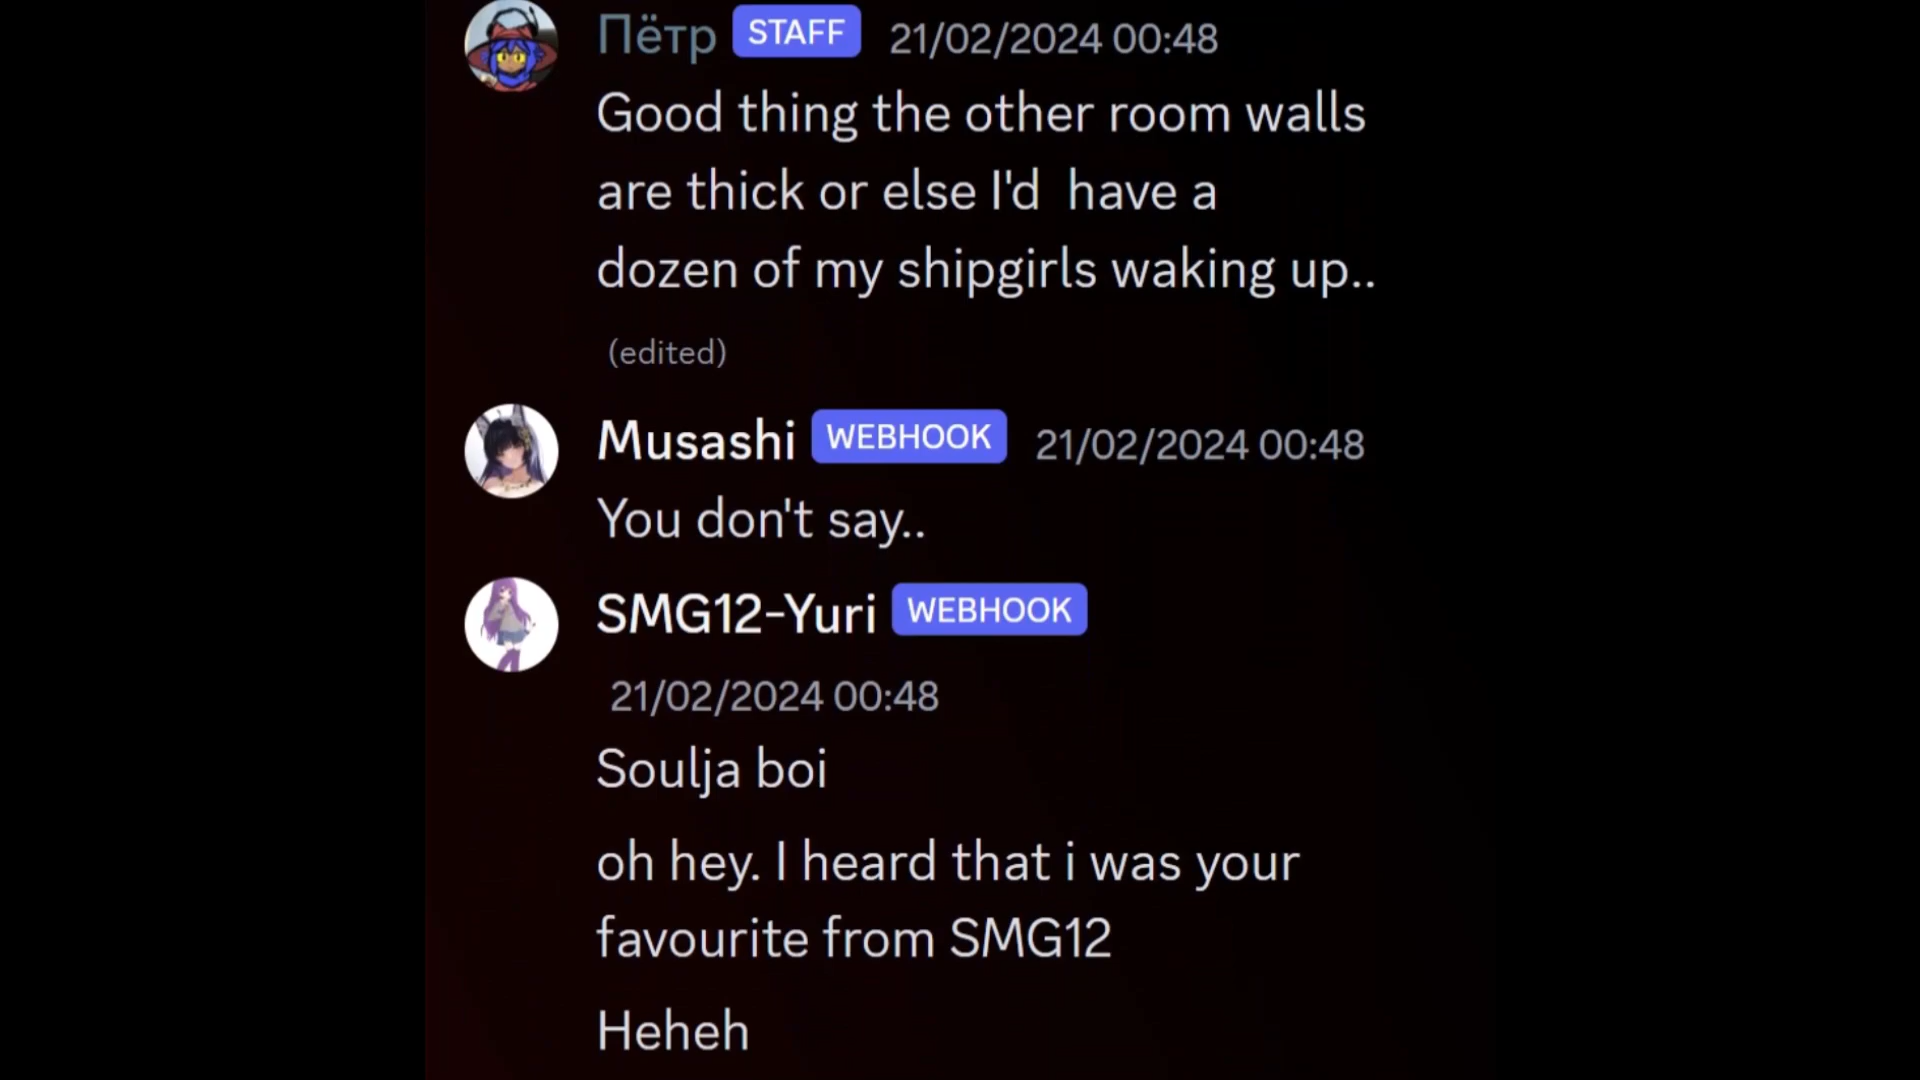 Пётр STAFF 21/02/2024 00:48
Good thing the other room walls
are thick or else I'd  have a
dozen of my shipgirls waking up..
(edited)
Musashi WEBHOOK 21/02/2024 00:48
You don't say..
SMG12-Yuri WEBHOOK
21/02/2024 00:48
Soulja boi
oh hey. I heard that i was your
favourite from SMG12
Heheh